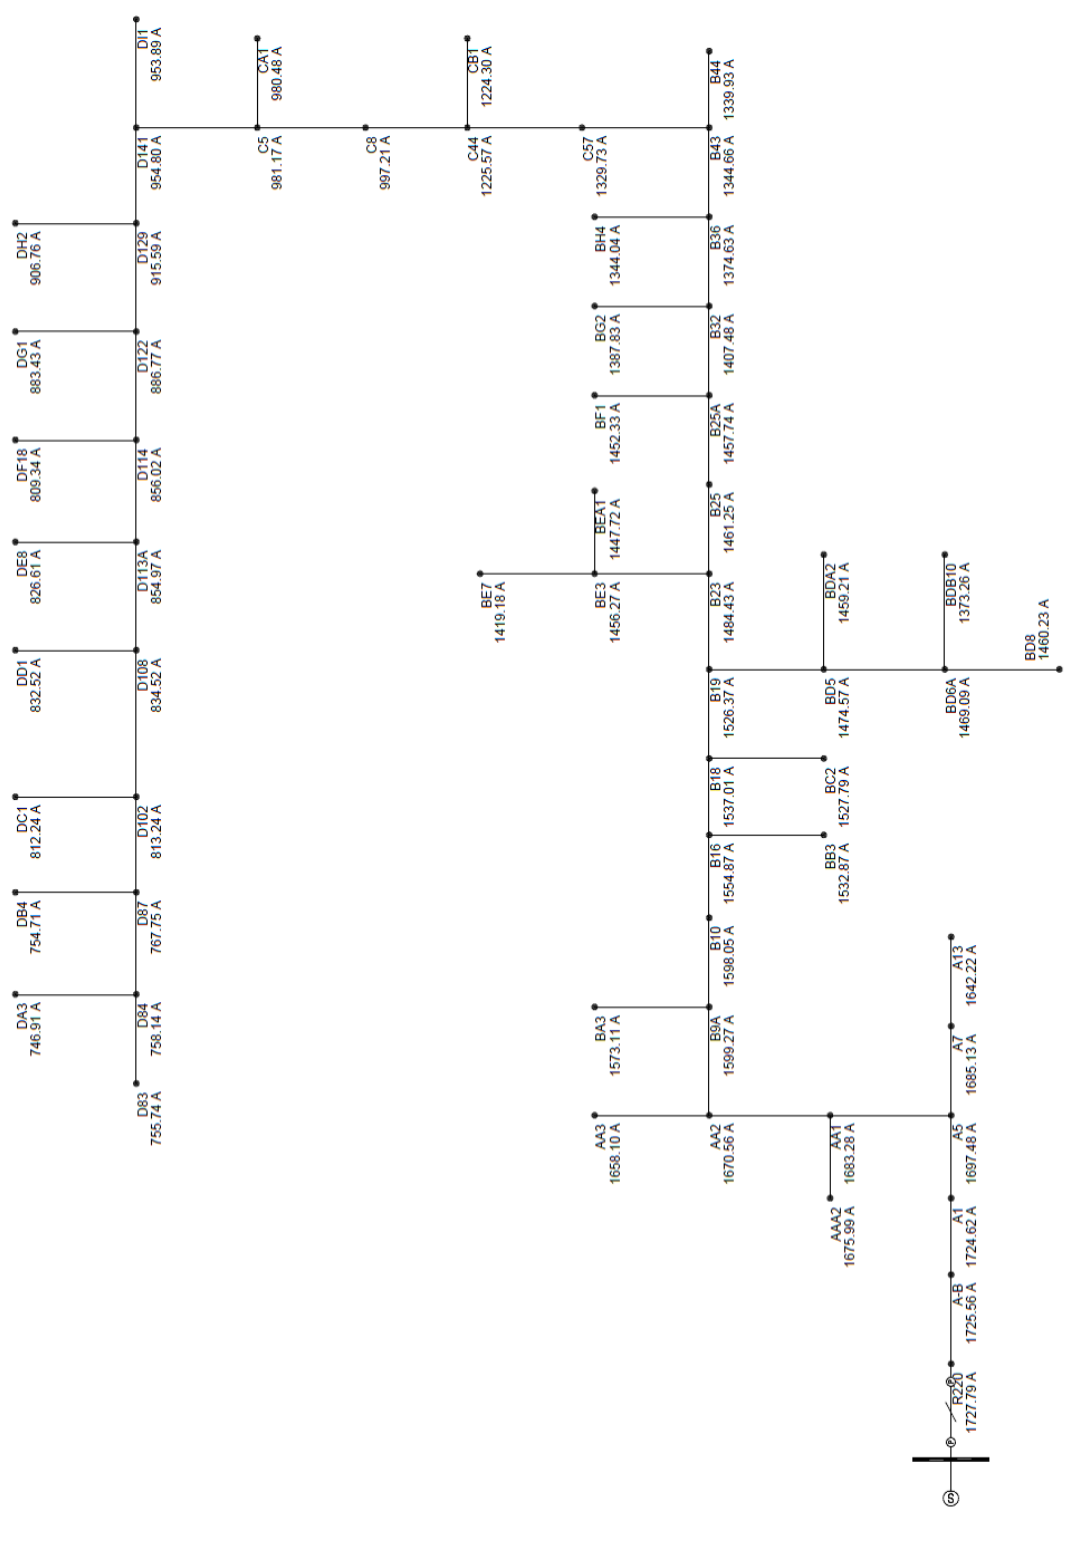 DI1
953.89 A
CA1
980.48 A
CB1
1224.30 A
B44
1339.93 A
D141
954.80 A
C5
981.17 A
C8
997.21 A
C44
1225.57 A
C57
1329.73 A
B43
1344.66 A
DH2
906.76 A
D129
915.59 A
BH4
1344.04 A
B36
1374.63 A
DG1
883.43 A
D122
886.77 A
BG2
1387.83 A
B32
1407.48 A
DF18
809.34 A
D114
856.02 A
BF1
1452.33 A
B25A
1457.74 A
BEA1
1447.72 A
B25
1461.25 A
DE8
826.61 A
D113A
854.97 A
BE7
1419.18 A
BE3
1456.27 A
B23
1484.43 A
BDA2
1459.21 A
BDB10
1373.26 A
DD1
832.52 A
D108
834.52 A
B19
1526.37 A
BD5
1474.57 A
BD6A
1469.09 A
BD8
1460.23 A
DC1
812.24 A
D102
813.24 A
B18
1537.01 A
BC2
1527.79 A
DB4
754.71 A
D87
767.75 A
B16
1554.87 A
BB3
1532.87 A
B10
1598.05 A
A13
1642.22 A
DA3
746.91 A
D84
758.14 A
BA3
1573.11 A
B9A
1599.27 A
A7
1685.13 A
D83
755.74 A
AA3
1658.10 A
AA2
1670.56 A
AA1
1683.28 A
A5
1697.48 A
AAA2
1675.99 A
A1
1724.62 A
A-B
1725.56 A
R220
1727.79 A
P
P
S